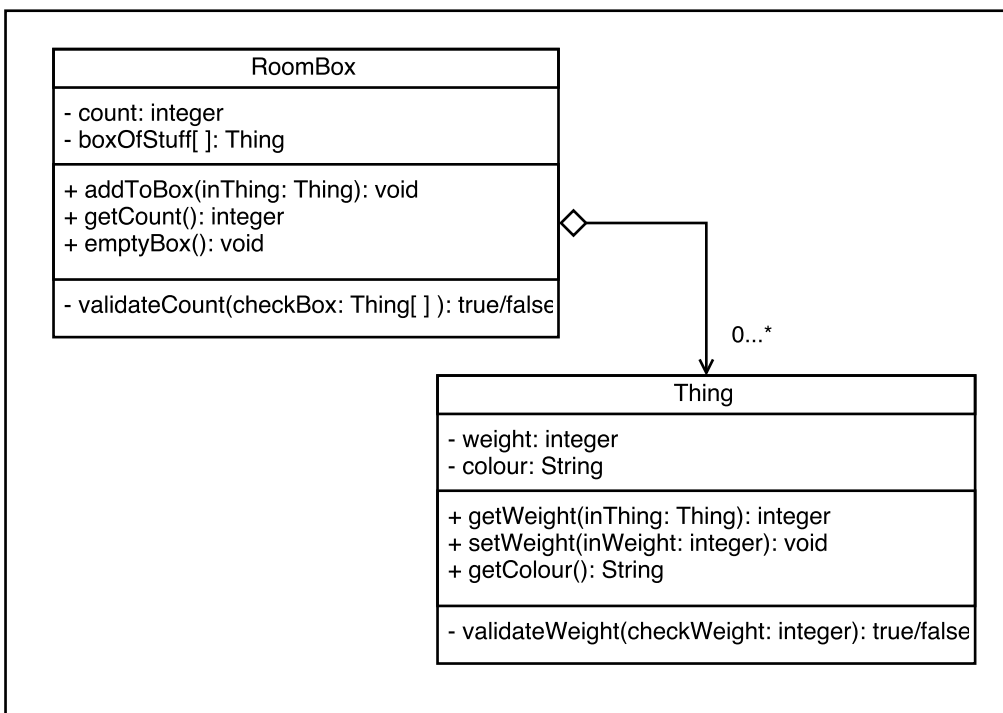 RoomBox
- count: integer
- boxOfStuff[ ]: Thing
+ addToBox(inThing: Thing): void
+ getCount(): integer
+ emptyBox(): void
- validateCount(checkBox: Thing[ ] ): true/false
0...*
Thing
- weight: integer
- colour: String
+ getWeight(inThing: Thing): integer
+ setWeight(inWeight: integer): void
+ getColour(): String
- validateWeight(checkWeight: integer): true/false